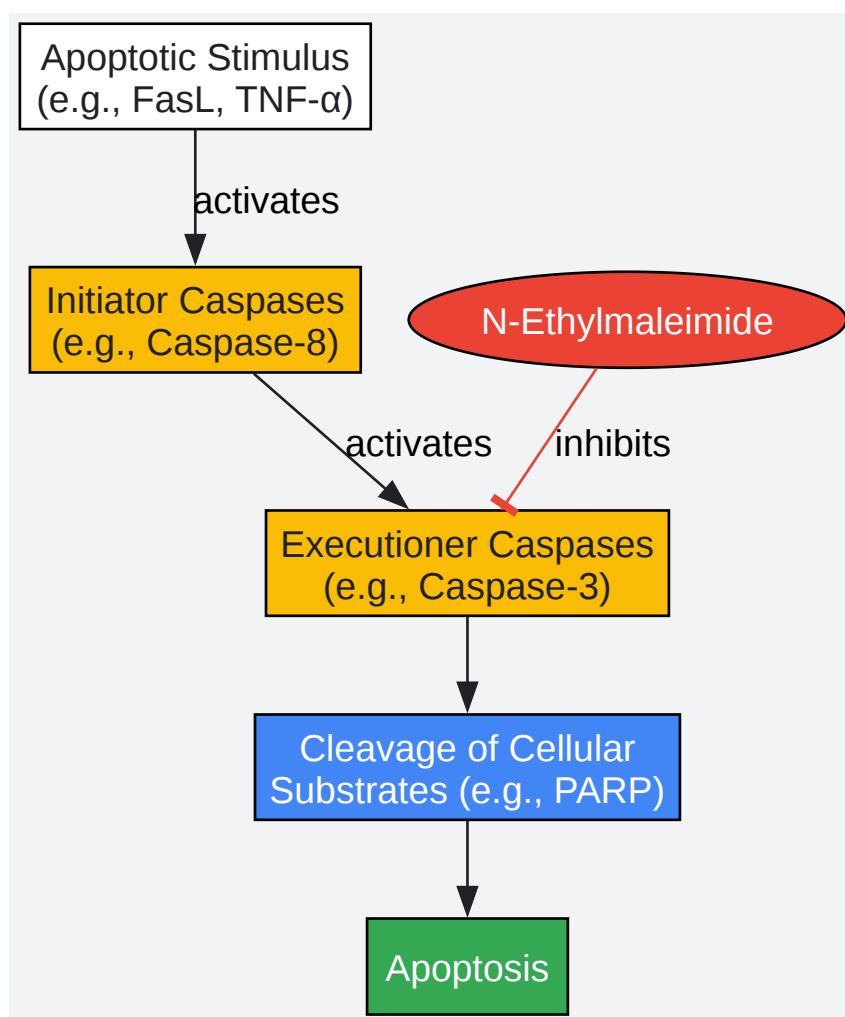 Apoptotic Stimulus
(e.g., FasL, TNF-α)
activates
Initiator Caspases
(e.g., Caspase-8)
N-Ethylmaleimide
activates
inhibits
Executioner Caspases
(e.g., Caspase-3)
Cleavage of Cellular
Substrates (e.g., PARP)
Apoptosis